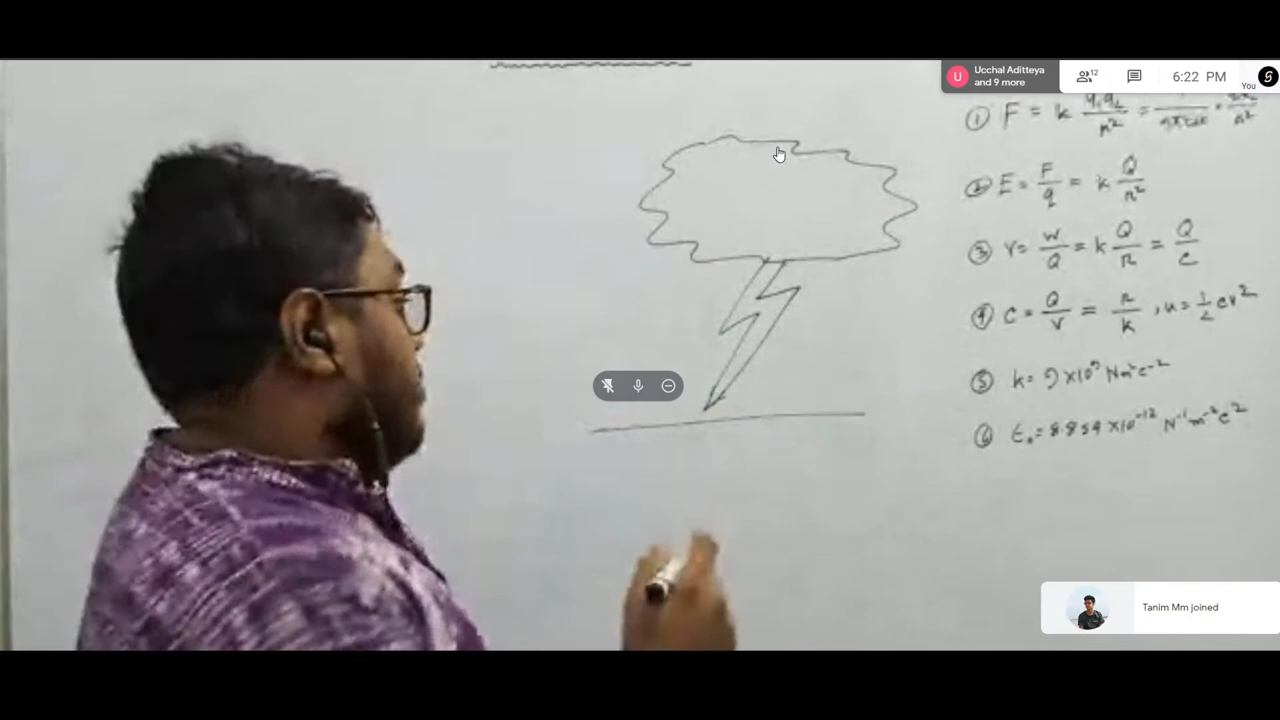 Ucchal Aditteya
and 9 more
12
6:22 PM
You
U
① F = k q₁q₂/r² =
② E = F/q = k Q/r²
③ V = W/Q = k Q/r = Q/C
④ C = Q/V = r/k , u = 1/2 CV²
⑤ k = 9 × 10⁹ Nm²C⁻²
⑥ ε₀ = 8.854 × 10⁻¹² N⁻¹m⁻²C²
Tanim Mm joined